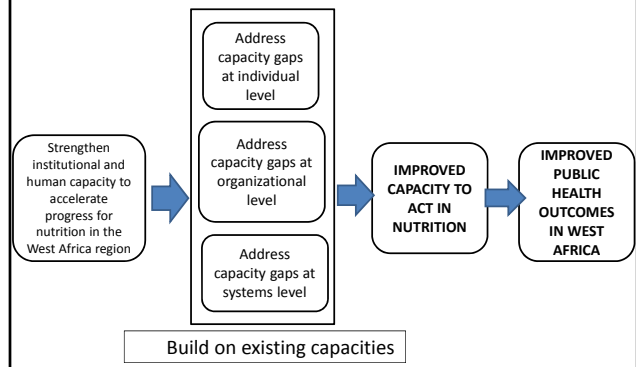 Strengthen
institutional and
human capacity to
accelerate
progress for
nutrition in the
West Africa region
Address
capacity gaps
at individual
level
Address
capacity gaps at
organizational
level
Address
capacity gaps at
systems level
IMPROVED
CAPACITY TO
ACT IN
NUTRITION
IMPROVED
PUBLIC
HEALTH
OUTCOMES
IN WEST
AFRICA
Build on existing capacities